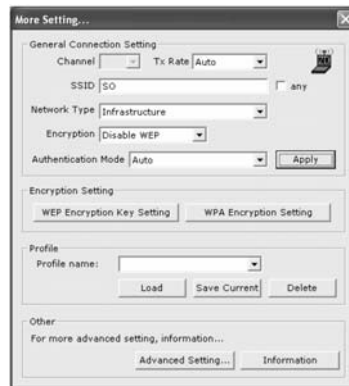 More Setting...
General Connection Setting
Channel Tx Rate Auto
SSID SO any
Network Type Infrastructure
Encryption Disable WEP
Authentication Mode Auto Apply
Encryption Setting
WEP Encryption Key Setting WPA Encryption Setting
Profile
Profile name:
Load Save Current Delete
Other
For more advanced setting, information...
Advanced Setting... Information